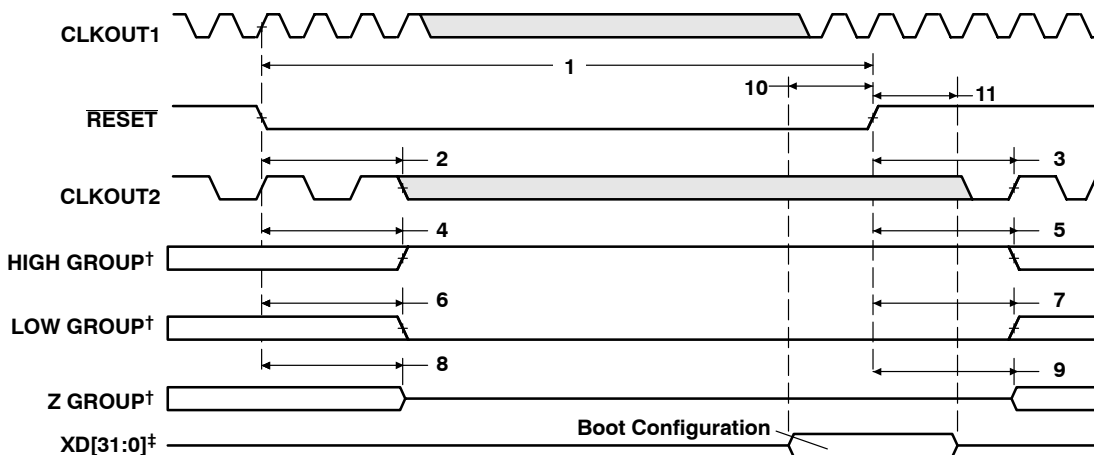 CLKOUT1
1
10
11
RESET
2
3
CLKOUT2
4
5
HIGH GROUP†
6
7
LOW GROUP†
8
9
Z GROUP†
Boot Configuration
XD[31:0]‡